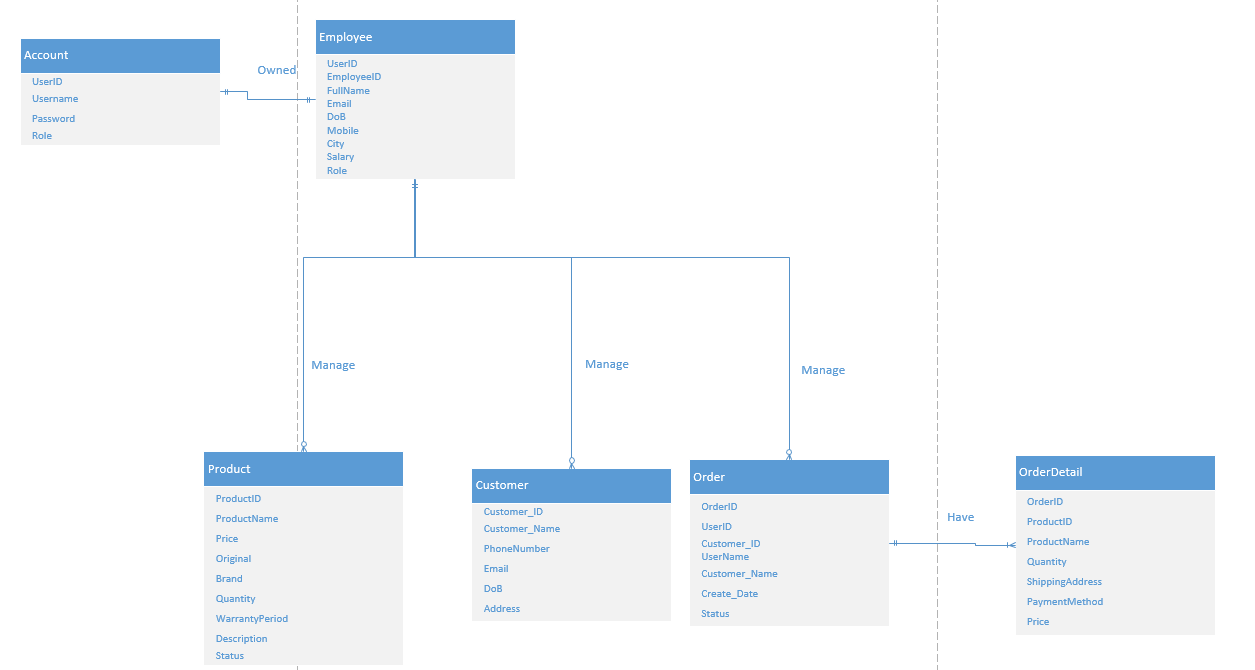 Account
UserID
Username
Password
Role
Owned
Employee
UserID
EmployeeID
FullName
Email
DoB
Mobile
City
Salary
Role
Manage
Manage
Manage
Product
ProductID
ProductName
Price
Original
Brand
Quantity
WarrantyPeriod
Description
Status
Customer
Customer_ID
Customer_Name
PhoneNumber
Email
DoB
Address
Order
OrderID
UserID
Customer_ID
UserName
Customer_Name
Create_Date
Status
Have
OrderDetail
OrderID
ProductID
ProductName
Quantity
ShippingAddress
PaymentMethod
Price